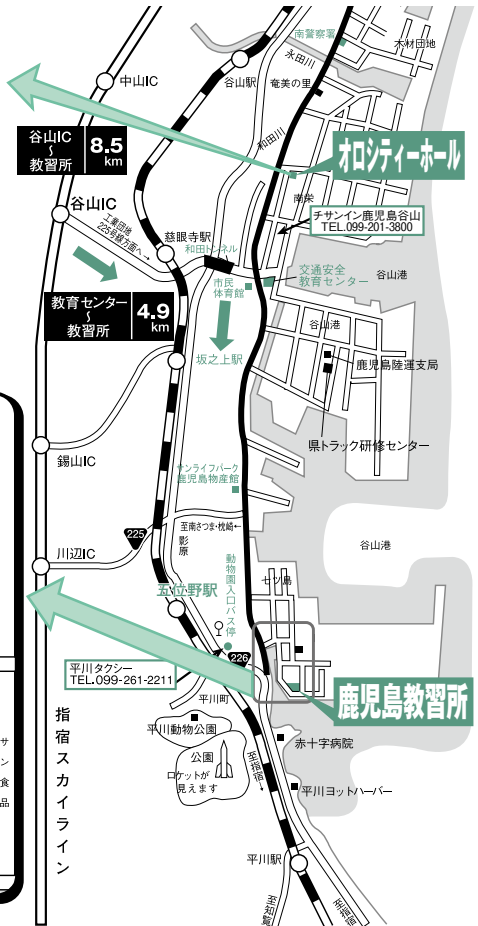 南警察署
木材団地
永田川
谷山駅
中山IC
奄美の里
和田川
谷山IC
～
教習所
8.5
km
オロシティーホール
南栄
谷山IC
チサンイン鹿児島谷山
TEL.099-201-3800
工業団地
225号線方面へ→
慈眼寺駅
和田トンネル
交通安全
教育センター
谷山港
市民
体育館
教育センター
～
教習所
4.9
km
谷山港
坂之上駅
鹿児島陸運支局
県トラック研修センター
錫山IC
サンライフパーク
鹿児島物産館
至南さつま・枕崎←
225
影原
谷山港
川辺IC
動物園入口バス停
七ツ島
五位野駅
226
平川タクシー
TEL.099-261-2211
鹿児島教習所
平川町
指宿スカイライン
平川動物公園
赤十字病院
サ
ン
食
品
公園
ロケットが
見えます
至指宿→
平川ヨットハーバー
平川駅
至知覧
至指宿